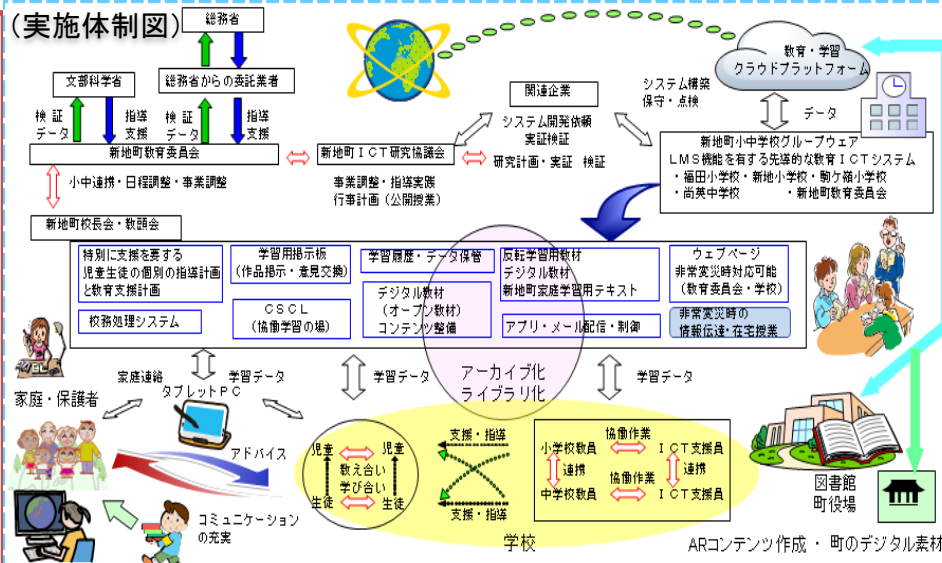 (実施体制図)
総務省
文部科学省
総務省からの委託業者
検証
データ
指導
支援
検証
データ
指導
支援
新地町教育委員会
新地町ICT研究協議会
関連企業
システム開発依頼
実証検証
研究計画・実証 検証
システム構築
保守・点検
教育・学習
クラウドプラットフォーム
データ
新地町小中学校グループウェア
LMS機能を有する先導的な教育ICTシステム
・福田小学校・新地小学校・駒ケ嶺小学校
・尚英中学校 ・新地町教育委員会
小中連携・日程調整・事業調整
事業調整・指導実践
行事計画(公開授業)
新地町校長会・教頭会
特別に支援を要する
児童生徒の個別の指導計画
と教育支援計画
校務処理システム
学習用掲示板
(作品掲示・意見交換)
CSCL
(協働学習の場)
学習履歴・データ保管
デジタル教材
(オープン教材)
コンテンツ整備
反転学習用教材
デジタル教材
新地町家庭学習用テキスト
アプリ・メール配信・制御
ウェブページ
非常変災時対応可能
(教育委員会・学校)
非常変災時の
情報伝達・在宅授業
アーカイブ化
ライブラリ化
家庭連絡
学習データ
学習データ
学習データ
タブレットPC
家庭・保護者
アドバイス
コミュニケーション
の充実
児童
児童
教え合い
学び合い
生徒
生徒
支援・指導
支援・指導
小学校教員
協働作業
ICT支援員
連携
連携
中学校教員
協働作業
ICT支援員
学校
図書館
町役場
ARコンテンツ作成 ・ 町のデジタル素材